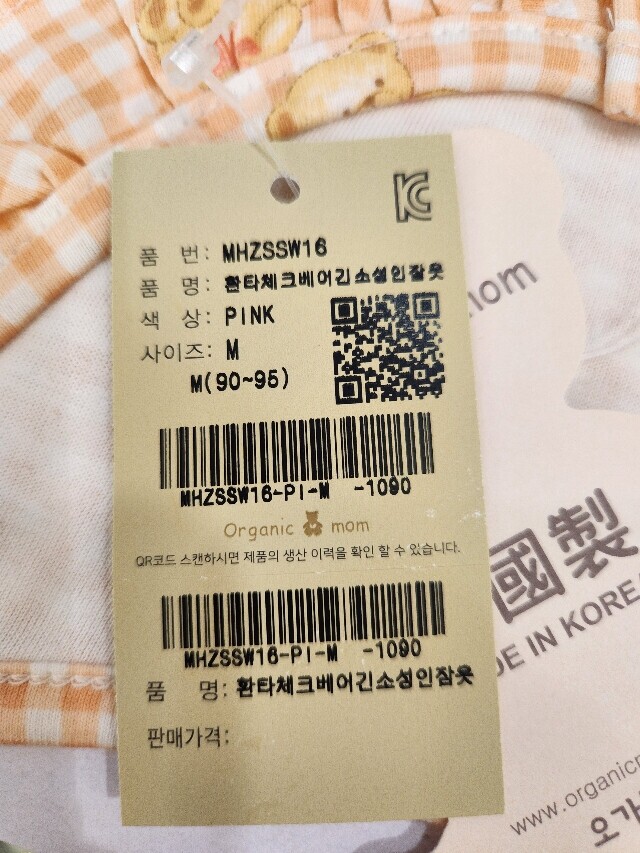 KC
품 번: MHZSSW16
품 명: 환타체크베어긴소성인잠옷
색 상: PINK
사이즈: M
M(90~95)
MHZSSW16-PI-M -1090
Organic mom
QR코드 스캔하시면 제품의 생산 이력을 확인 할 수 있습니다.
MHZSSW16-PI-M -1090
품 명: 환타체크베어긴소성인잠옷
판매가격:
mom
國製
DE IN KORE
www.organic
오가